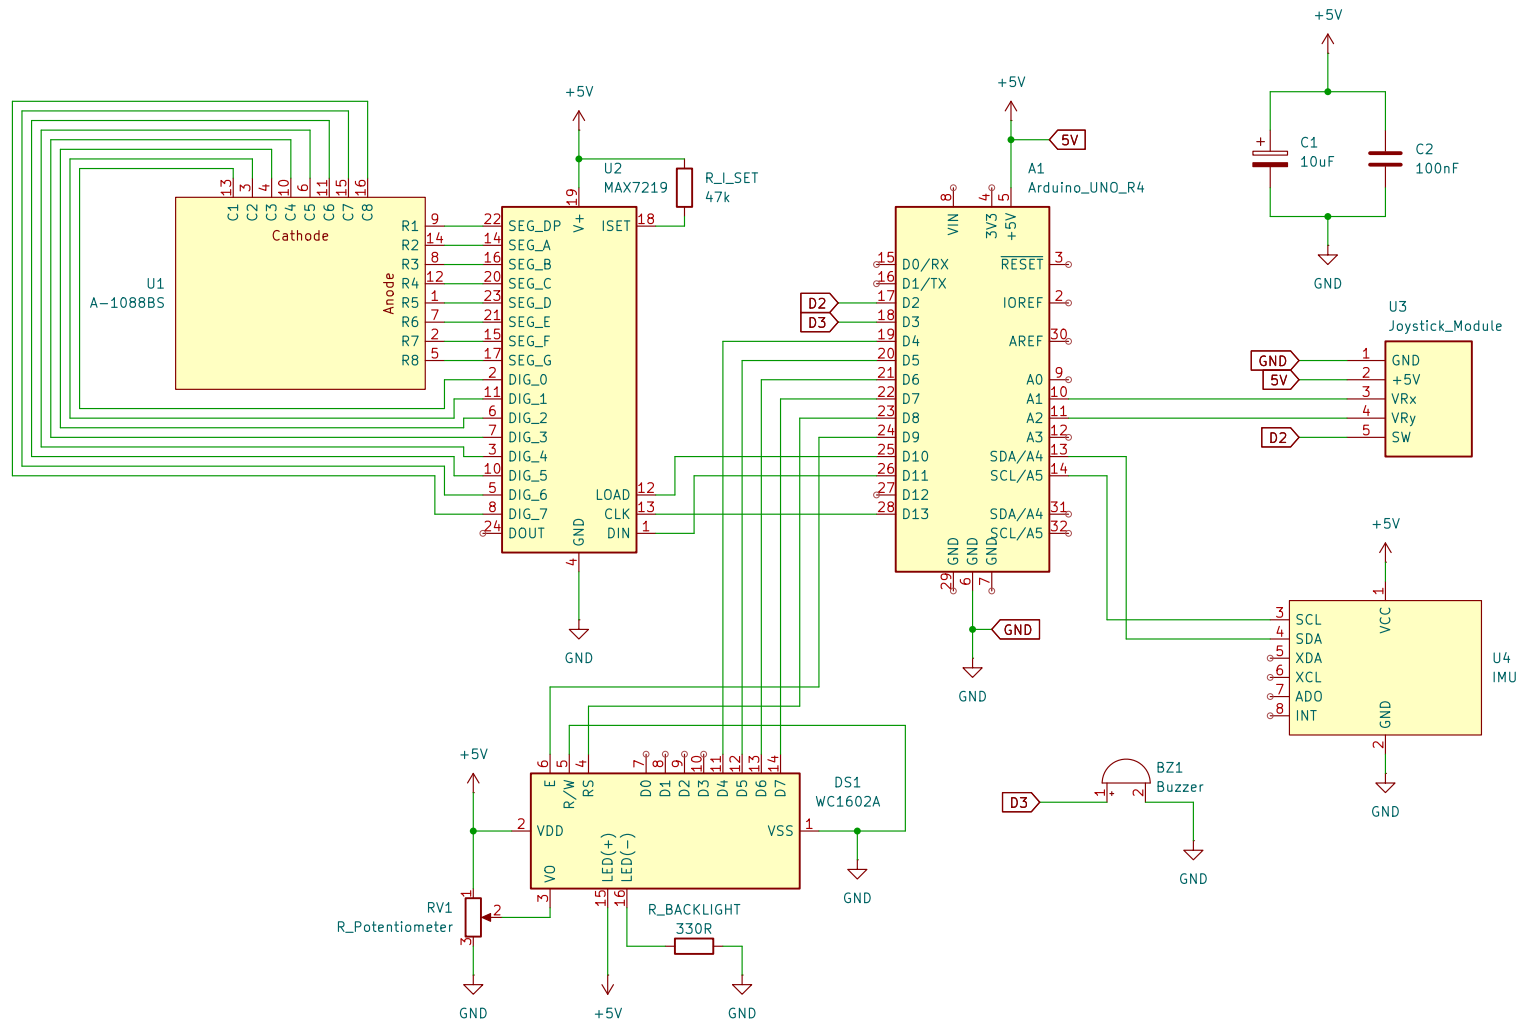 +5V
+5V
+5V
C1
10uF
C2
100nF
GND
5V
A1
Arduino_UNO_R4
U2
MAX7219
R_I_SET
47k
13 3 4 10 6 11 15 16
C1 C2 C3 C4 C5 C6 C7 C8
Cathode
Anode
U1
A-1088BS
R1 9
R2 14
R3 8
R4 12
R5 1
R6 7
R7 2
R8 5
19
V+
22 SEG_DP
14 SEG_A
16 SEG_B
20 SEG_C
23 SEG_D
21 SEG_E
15 SEG_F
17 SEG_G
2 DIG_0
11 DIG_1
6 DIG_2
7 DIG_3
3 DIG_4
10 DIG_5
5 DIG_6
8 DIG_7
24 DOUT
ISET 18
LOAD 12
CLK 13
DIN 1
GND
4
GND
8 4 5
VIN 3V3 +5V
15 D0/RX
16 D1/TX
D2 17 D2
D3 18 D3
19 D4
20 D5
21 D6
22 D7
23 D8
24 D9
25 D10
26 D11
27 D12
28 D13
RESET 3
IOREF 2
AREF 30
A0 9
A1 10
A2 11
A3 12
SDA/A4 13
SCL/A5 14
SDA/A4 31
SCL/A5 32
GND GND GND
29 6 7
GND
GND
U3
Joystick_Module
GND 1 GND
5V 2 +5V
3 VRx
4 VRy
D2 5 SW
+5V
1
VCC
3 SCL
4 SDA
5 XDA
6 XCL
7 ADO
8 INT
GND
2
U4
IMU
GND
BZ1
Buzzer
D3 1 + 2
GND
+5V
6 5 4 7 8 9 10 11 12 13 14
E R/W RS D0 D1 D2 D3 D4 D5 D6 D7
DS1
WC1602A
2 VDD
VSS 1
VO LED(+) LED(-)
3 15 16
GND
RV1
R_Potentiometer
1
2
3
R_BACKLIGHT
330R
GND
+5V
GND